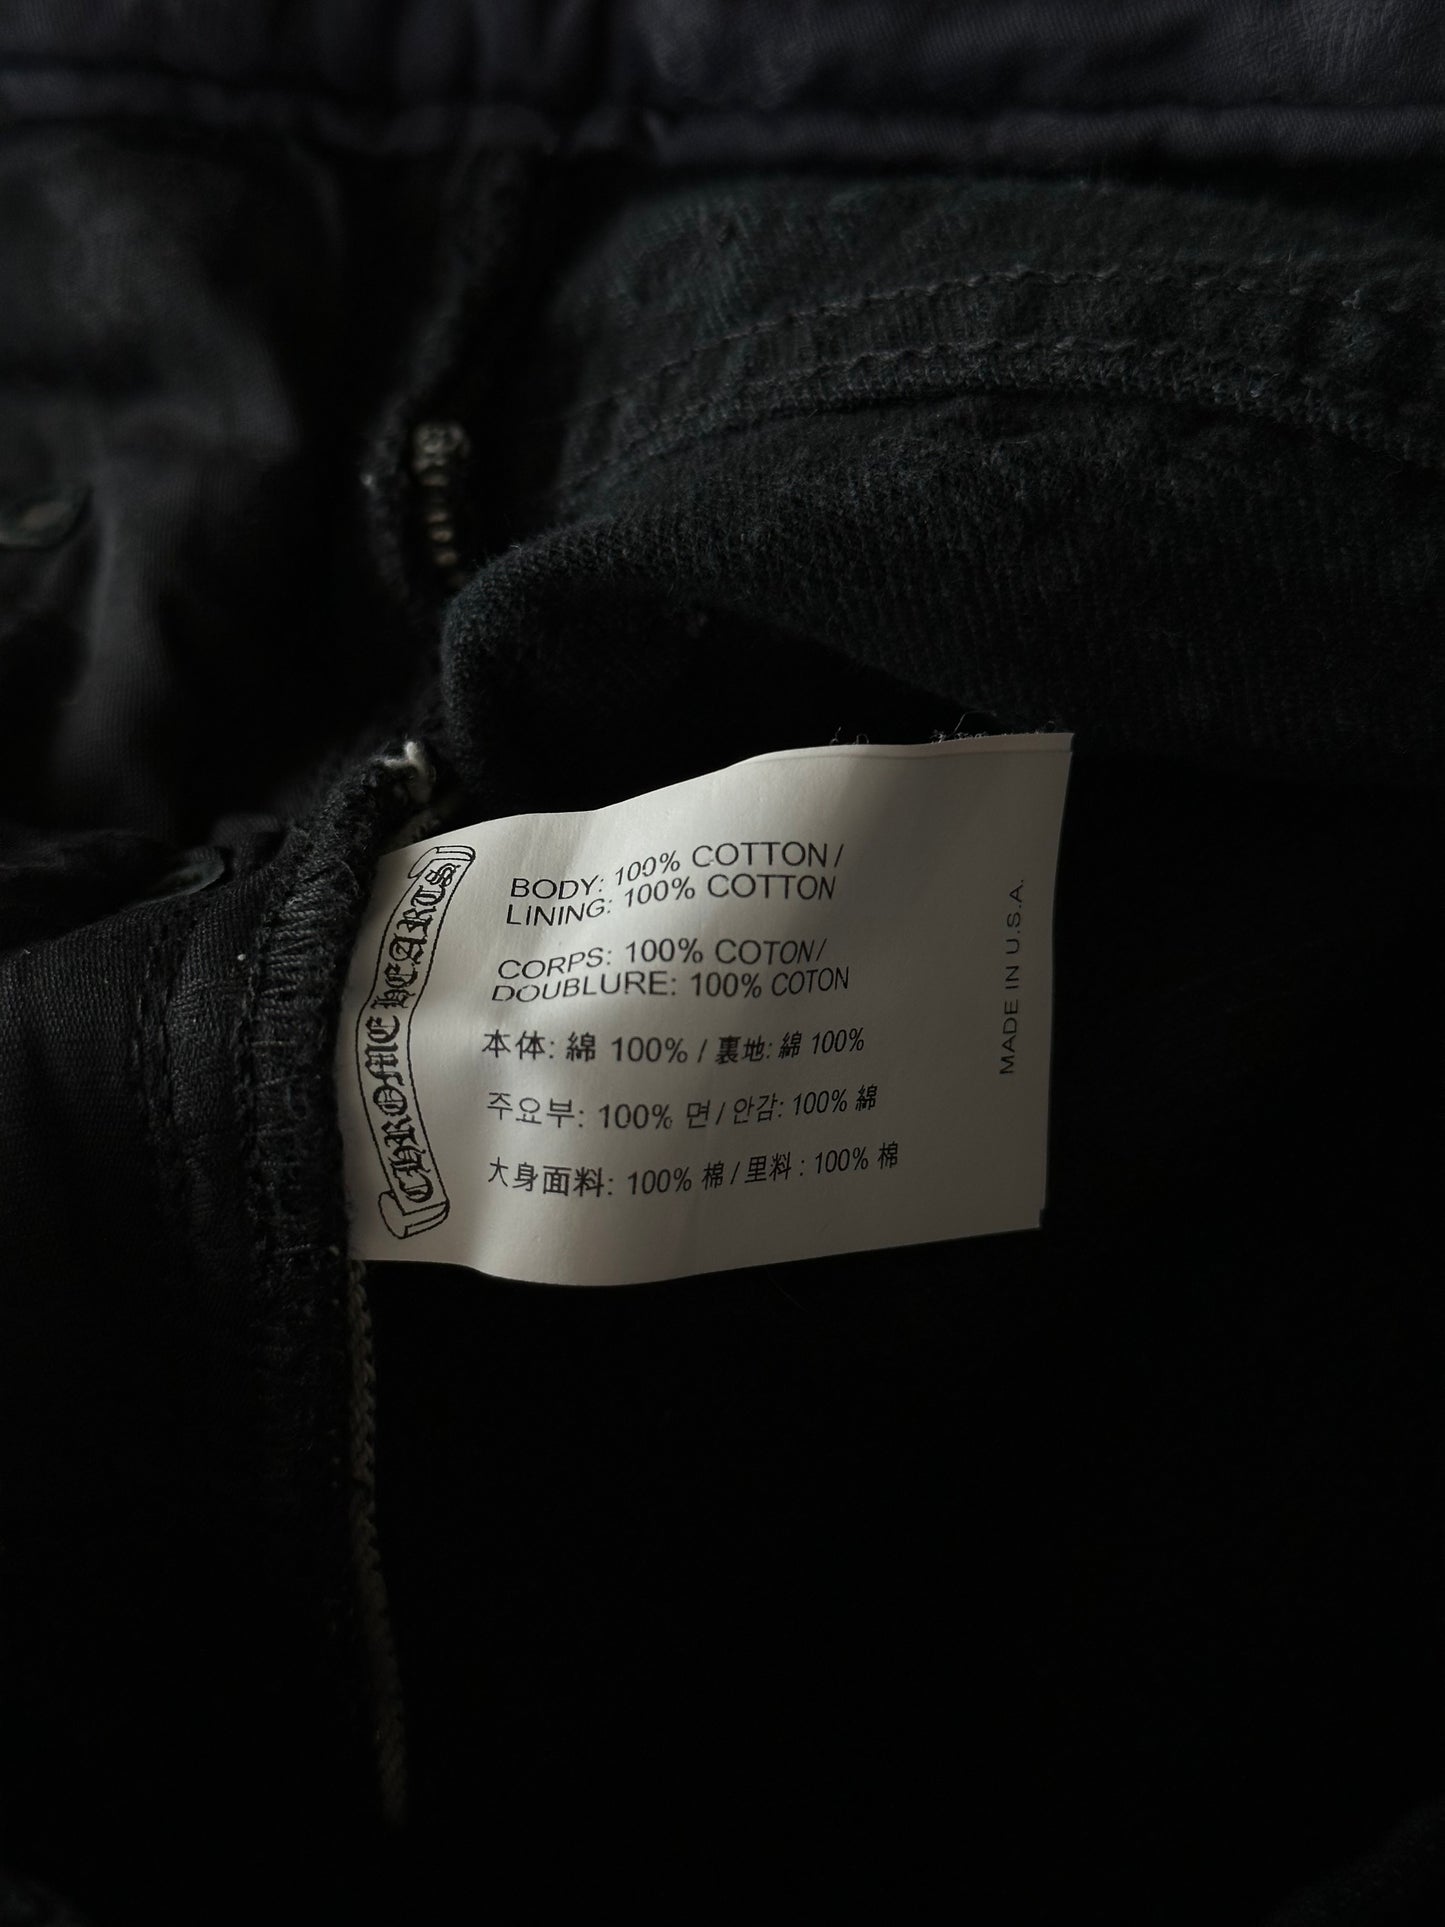 CHROME HEARTS
BODY: 100% COTTON /
LINING: 100% COTTON
CORPS: 100% COTON/
DOUBLURE: 100% COTON
本体: 綿 100% / 裏地: 綿 100%
주요부: 100% 면 / 안감: 100% 綿
大身面料: 100% 棉 / 里料 : 100% 棉
MADE IN U.S.A.